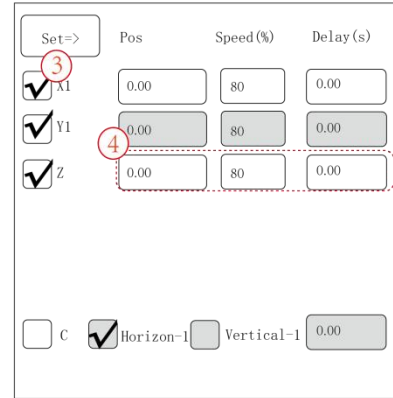 Set=> Pos Speed(%) Delay(s)
3
X1 0.00 80 0.00
Y1 0.00 80 0.00
4
Z 0.00 80 0.00
C Horizon-1 Vertical-1 0.00